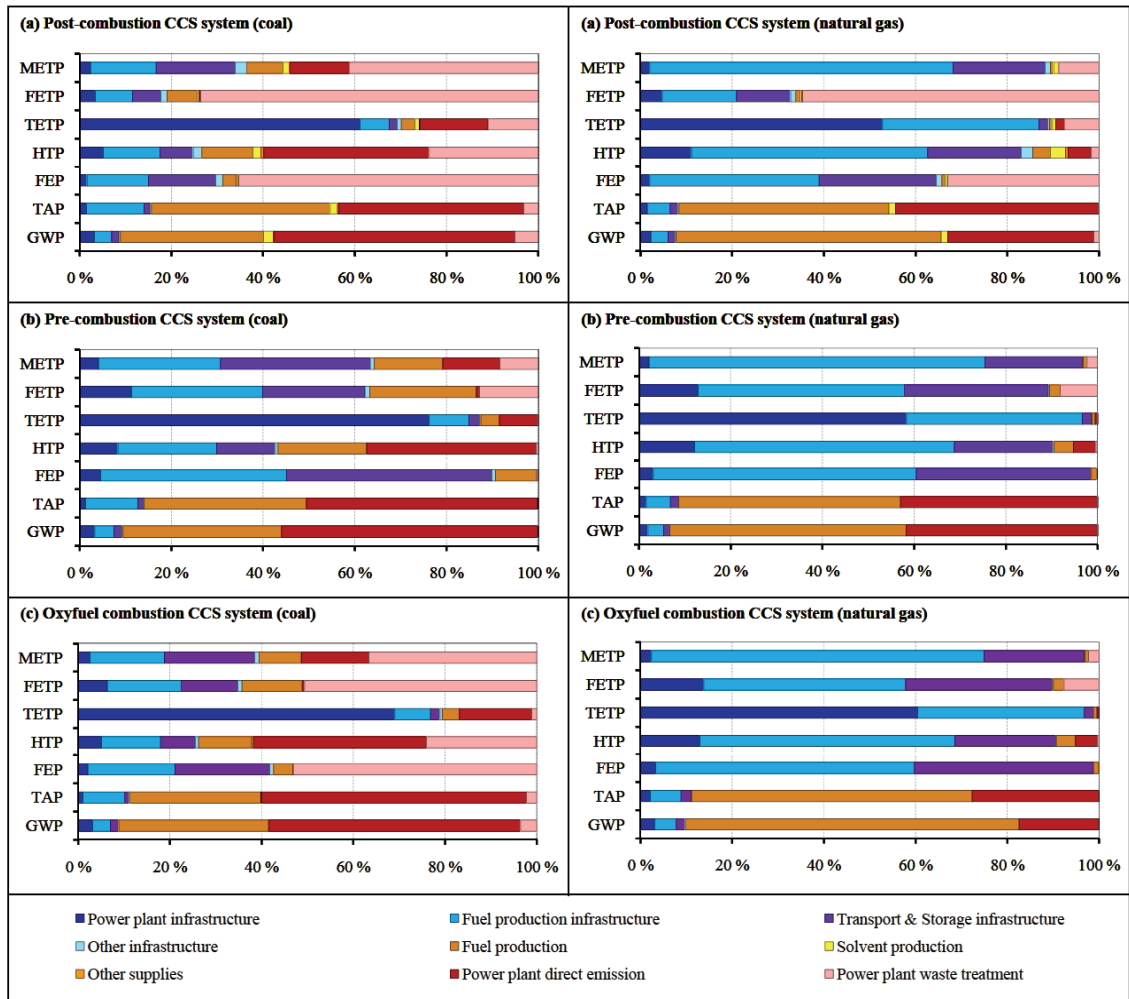 (a) Post-combustion CCS system (coal)
METP
FETP
TETP
HTP
FEP
TAP
GWP
0 % 20 % 40 % 60 % 80 % 100 %
(a) Post-combustion CCS system (natural gas)
METP
FETP
TETP
HTP
FEP
TAP
GWP
0 % 20 % 40 % 60 % 80 % 100 %
(b) Pre-combustion CCS system (coal)
METP
FETP
TETP
HTP
FEP
TAP
GWP
0 % 20 % 40 % 60 % 80 % 100 %
(b) Pre-combustion CCS system (natural gas)
METP
FETP
TETP
HTP
FEP
TAP
GWP
0 % 20 % 40 % 60 % 80 % 100 %
(c) Oxyfuel combustion CCS system (coal)
METP
FETP
TETP
HTP
FEP
TAP
GWP
0 % 20 % 40 % 60 % 80 % 100 %
(c) Oxyfuel combustion CCS system (natural gas)
METP
FETP
TETP
HTP
FEP
TAP
GWP
0 % 20 % 40 % 60 % 80 % 100 %
Power plant infrastructure Fuel production infrastructure Transport & Storage infrastructure
Other infrastructure Fuel production Solvent production
Other supplies Power plant direct emission Power plant waste treatment